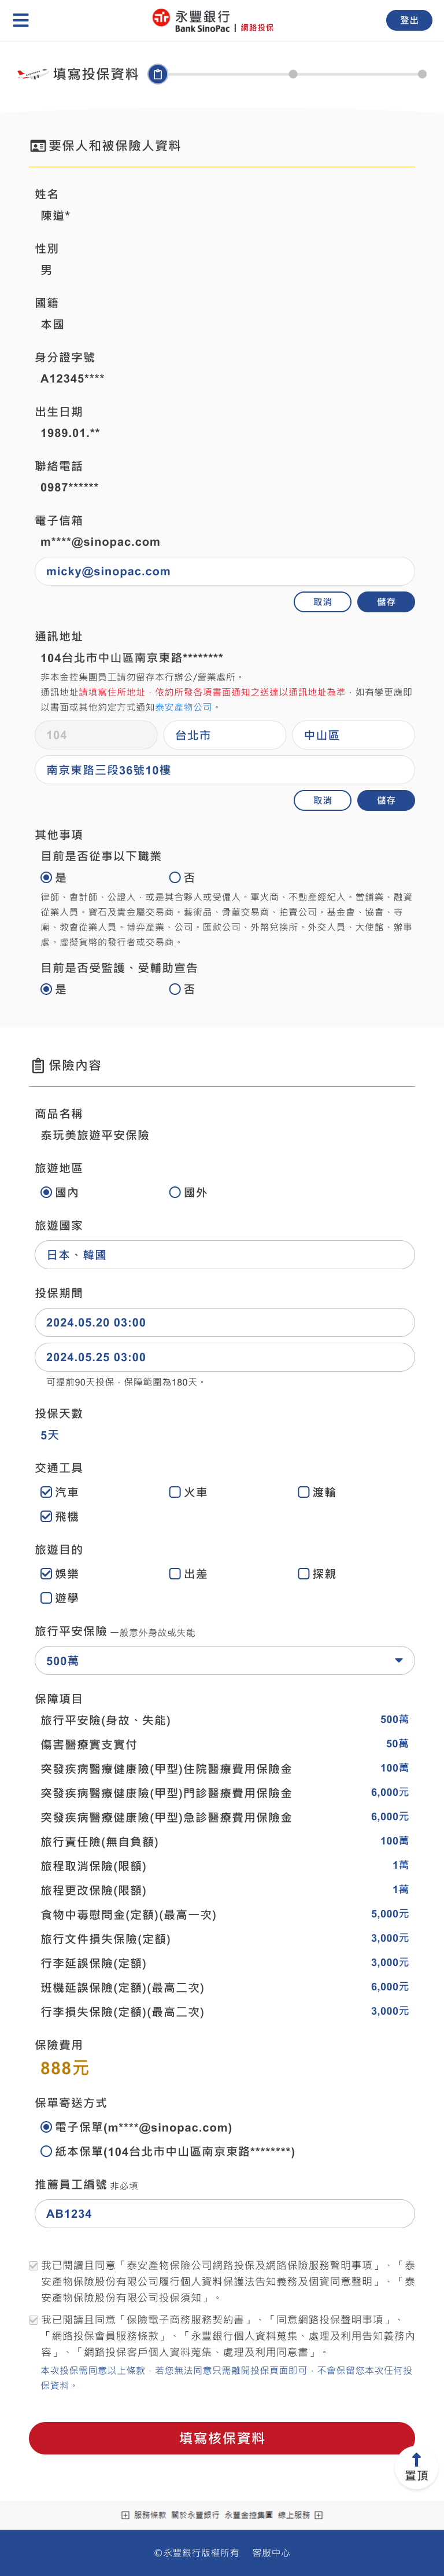 永豐銀行
Bank SinoPac | 網路投保
登出
填寫投保資料
要保人和被保險人資料
姓名
陳道*
性別
男
國籍
本國
身分證字號
A12345****
出生日期
1989.01.**
聯絡電話
0987******
電子信箱
m****@sinopac.com
micky@sinopac.com
取消 儲存
通訊地址
104台北市中山區南京東路********
非本金控集團員工請勿留存本行辦公/營業處所。
通訊地址請填寫住所地址，依約所發各項書面通知之送達以通訊地址為準，如有變更應即
以書面或其他約定方式通知泰安產物公司。
104 台北市 中山區
南京東路三段36號10樓
取消 儲存
其他事項
目前是否從事以下職業
是 否
律師、會計師、公證人，或是其合夥人或受僱人。軍火商、不動產經紀人。當鋪業、融資
從業人員。寶石及貴金屬交易商。藝術品、骨董交易商、拍賣公司。基金會、協會、寺
廟、教會從業人員。博弈產業、公司。匯款公司、外幣兌換所。外交人員、大使館、辦事
處。虛擬貨幣的發行者或交易商。
目前是否受監護、受輔助宣告
是 否
保險內容
商品名稱
泰玩美旅遊平安保險
旅遊地區
國內 國外
旅遊國家
日本、韓國
投保期間
2024.05.20 03:00
2024.05.25 03:00
可提前90天投保，保障範圍為180天。
投保天數
5天
交通工具
汽車 火車 渡輪
飛機
旅遊目的
娛樂 出差 探親
遊學
旅行平安保險 一般意外身故或失能
500萬
保障項目
旅行平安險(身故、失能) 500萬
傷害醫療實支實付 50萬
突發疾病醫療健康險(甲型)住院醫療費用保險金 100萬
突發疾病醫療健康險(甲型)門診醫療費用保險金 6,000元
突發疾病醫療健康險(甲型)急診醫療費用保險金 6,000元
旅行責任險(無自負額) 100萬
旅程取消保險(限額) 1萬
旅程更改保險(限額) 1萬
食物中毒慰問金(定額)(最高一次) 5,000元
旅行文件損失保險(定額) 3,000元
行李延誤保險(定額) 3,000元
班機延誤保險(定額)(最高二次) 6,000元
行李損失保險(定額)(最高二次) 3,000元
保險費用
888元
保單寄送方式
電子保單(m****@sinopac.com)
紙本保單(104台北市中山區南京東路********)
推薦員工編號 非必填
AB1234
我已閱讀且同意「泰安產物保險公司網路投保及網路保險服務聲明事項」、「泰
安產物保險股份有限公司履行個人資料保護法告知義務及個資同意聲明」、「泰
安產物保險股份有限公司投保須知」。
我已閱讀且同意「保險電子商務服務契約書」、「同意網路投保聲明事項」、
「網路投保會員服務條款」、「永豐銀行個人資料蒐集、處理及利用告知義務內
容」、「網路投保客戶個人資料蒐集、處理及利用同意書」。
本次投保需同意以上條款，若您無法同意只需離開投保頁面即可，不會保留您本次任何投
保資料。
填寫核保資料
置頂
服務條款 關於永豐銀行 永豐金控集團 線上服務
©永豐銀行版權所有 客服中心